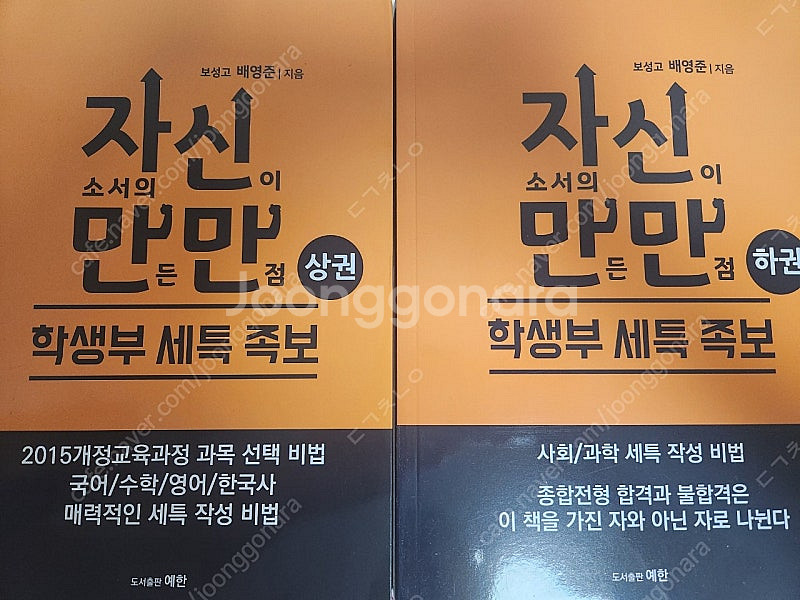 보성고 배영준 | 지음
자신
소서의 이
만만
든 점
상권
학생부 세특 족보
2015개정교육과정 과목 선택 비법
국어/수학/영어/한국사
매력적인 세특 작성 비법
도서출판 예한
보성고 배영준 | 지음
자신
소서의 이
만만
든 점
하권
학생부 세특 족보
사회/과학 세특 작성 비법
종합전형 합격과 불합격은
이 책을 가진 자와 아닌 자로 나뉜다
도서출판 예한
Joonggonara
cafe.naver.com/joonggonara